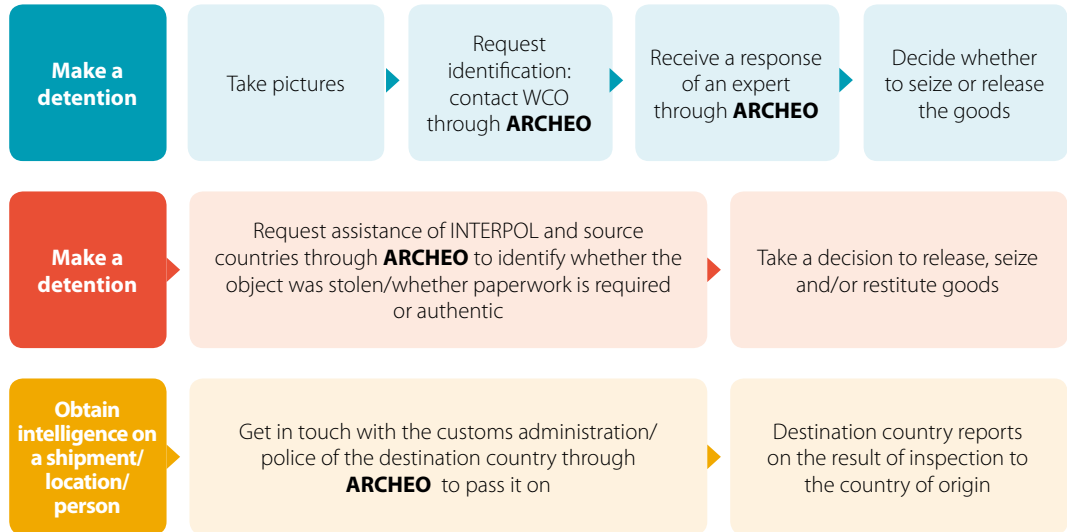 Make a
detention
Take pictures
Request
identification:
contact WCO
through ARCHEO
Receive a response
of an expert
through ARCHEO
Decide whether
to seize or release
the goods
Make a
detention
Request assistance of INTERPOL and source
countries through ARCHEO to identify whether the
object was stolen/whether paperwork is required
or authentic
Take a decision to release, seize
and/or restitute goods
Obtain
intelligence on
a shipment/
location/
person
Get in touch with the customs administration/
police of the destination country through
ARCHEO to pass it on
Destination country reports
on the result of inspection to
the country of origin